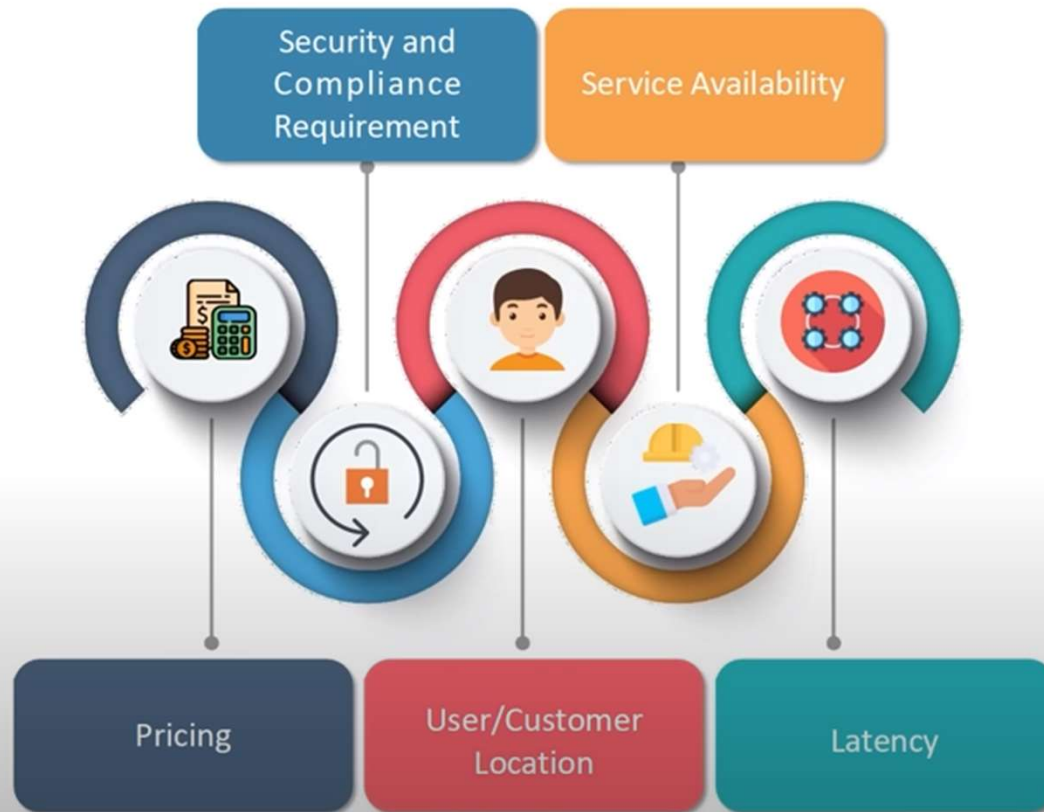 Security and
Compliance
Requirement
Service Availability
Pricing
User/Customer
Location
Latency